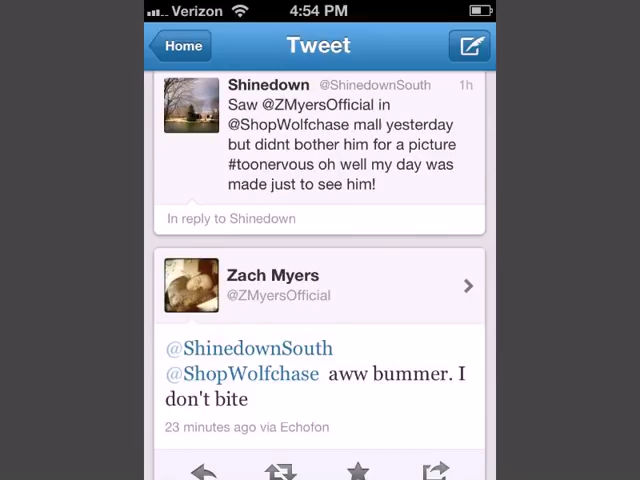 Verizon 4:54 PM
Home Tweet
Shinedown @ShinedownSouth 1h
Saw @ZMyersOfficial in
@ShopWolfchase mall yesterday
but didnt bother him for a picture
#toonervous oh well my day was
made just to see him!
In reply to Shinedown
Zach Myers
@ZMyersOfficial
@ShinedownSouth
@ShopWolfchase aww bummer. I
don't bite
23 minutes ago via Echofon